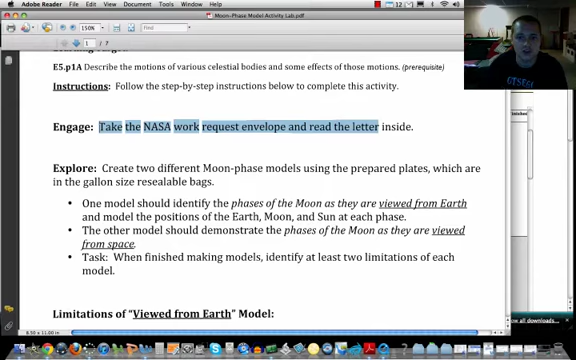 Adobe Reader File Edit View Document Tools Window Help
Moon-Phase Model Activity Lab.pdf
150% Find
1 / 7
E5.p1A Describe the motions of various celestial bodies and some effects of those motions. (prerequisite)
Instructions: Follow the step-by-step instructions below to complete this activity.
Engage: Take the NASA work request envelope and read the letter inside.
Explore: Create two different Moon-phase models using the prepared plates, which are
in the gallon size resealable bags.
• One model should identify the phases of the Moon as they are viewed from Earth
and model the positions of the Earth, Moon, and Sun at each phase.
• The other model should demonstrate the phases of the Moon as they are viewed
from space.
• Task: When finished making models, identify at least two limitations of each
model.
Limitations of "Viewed from Earth" Model:
8.50 x 11.00 in
all downloads...